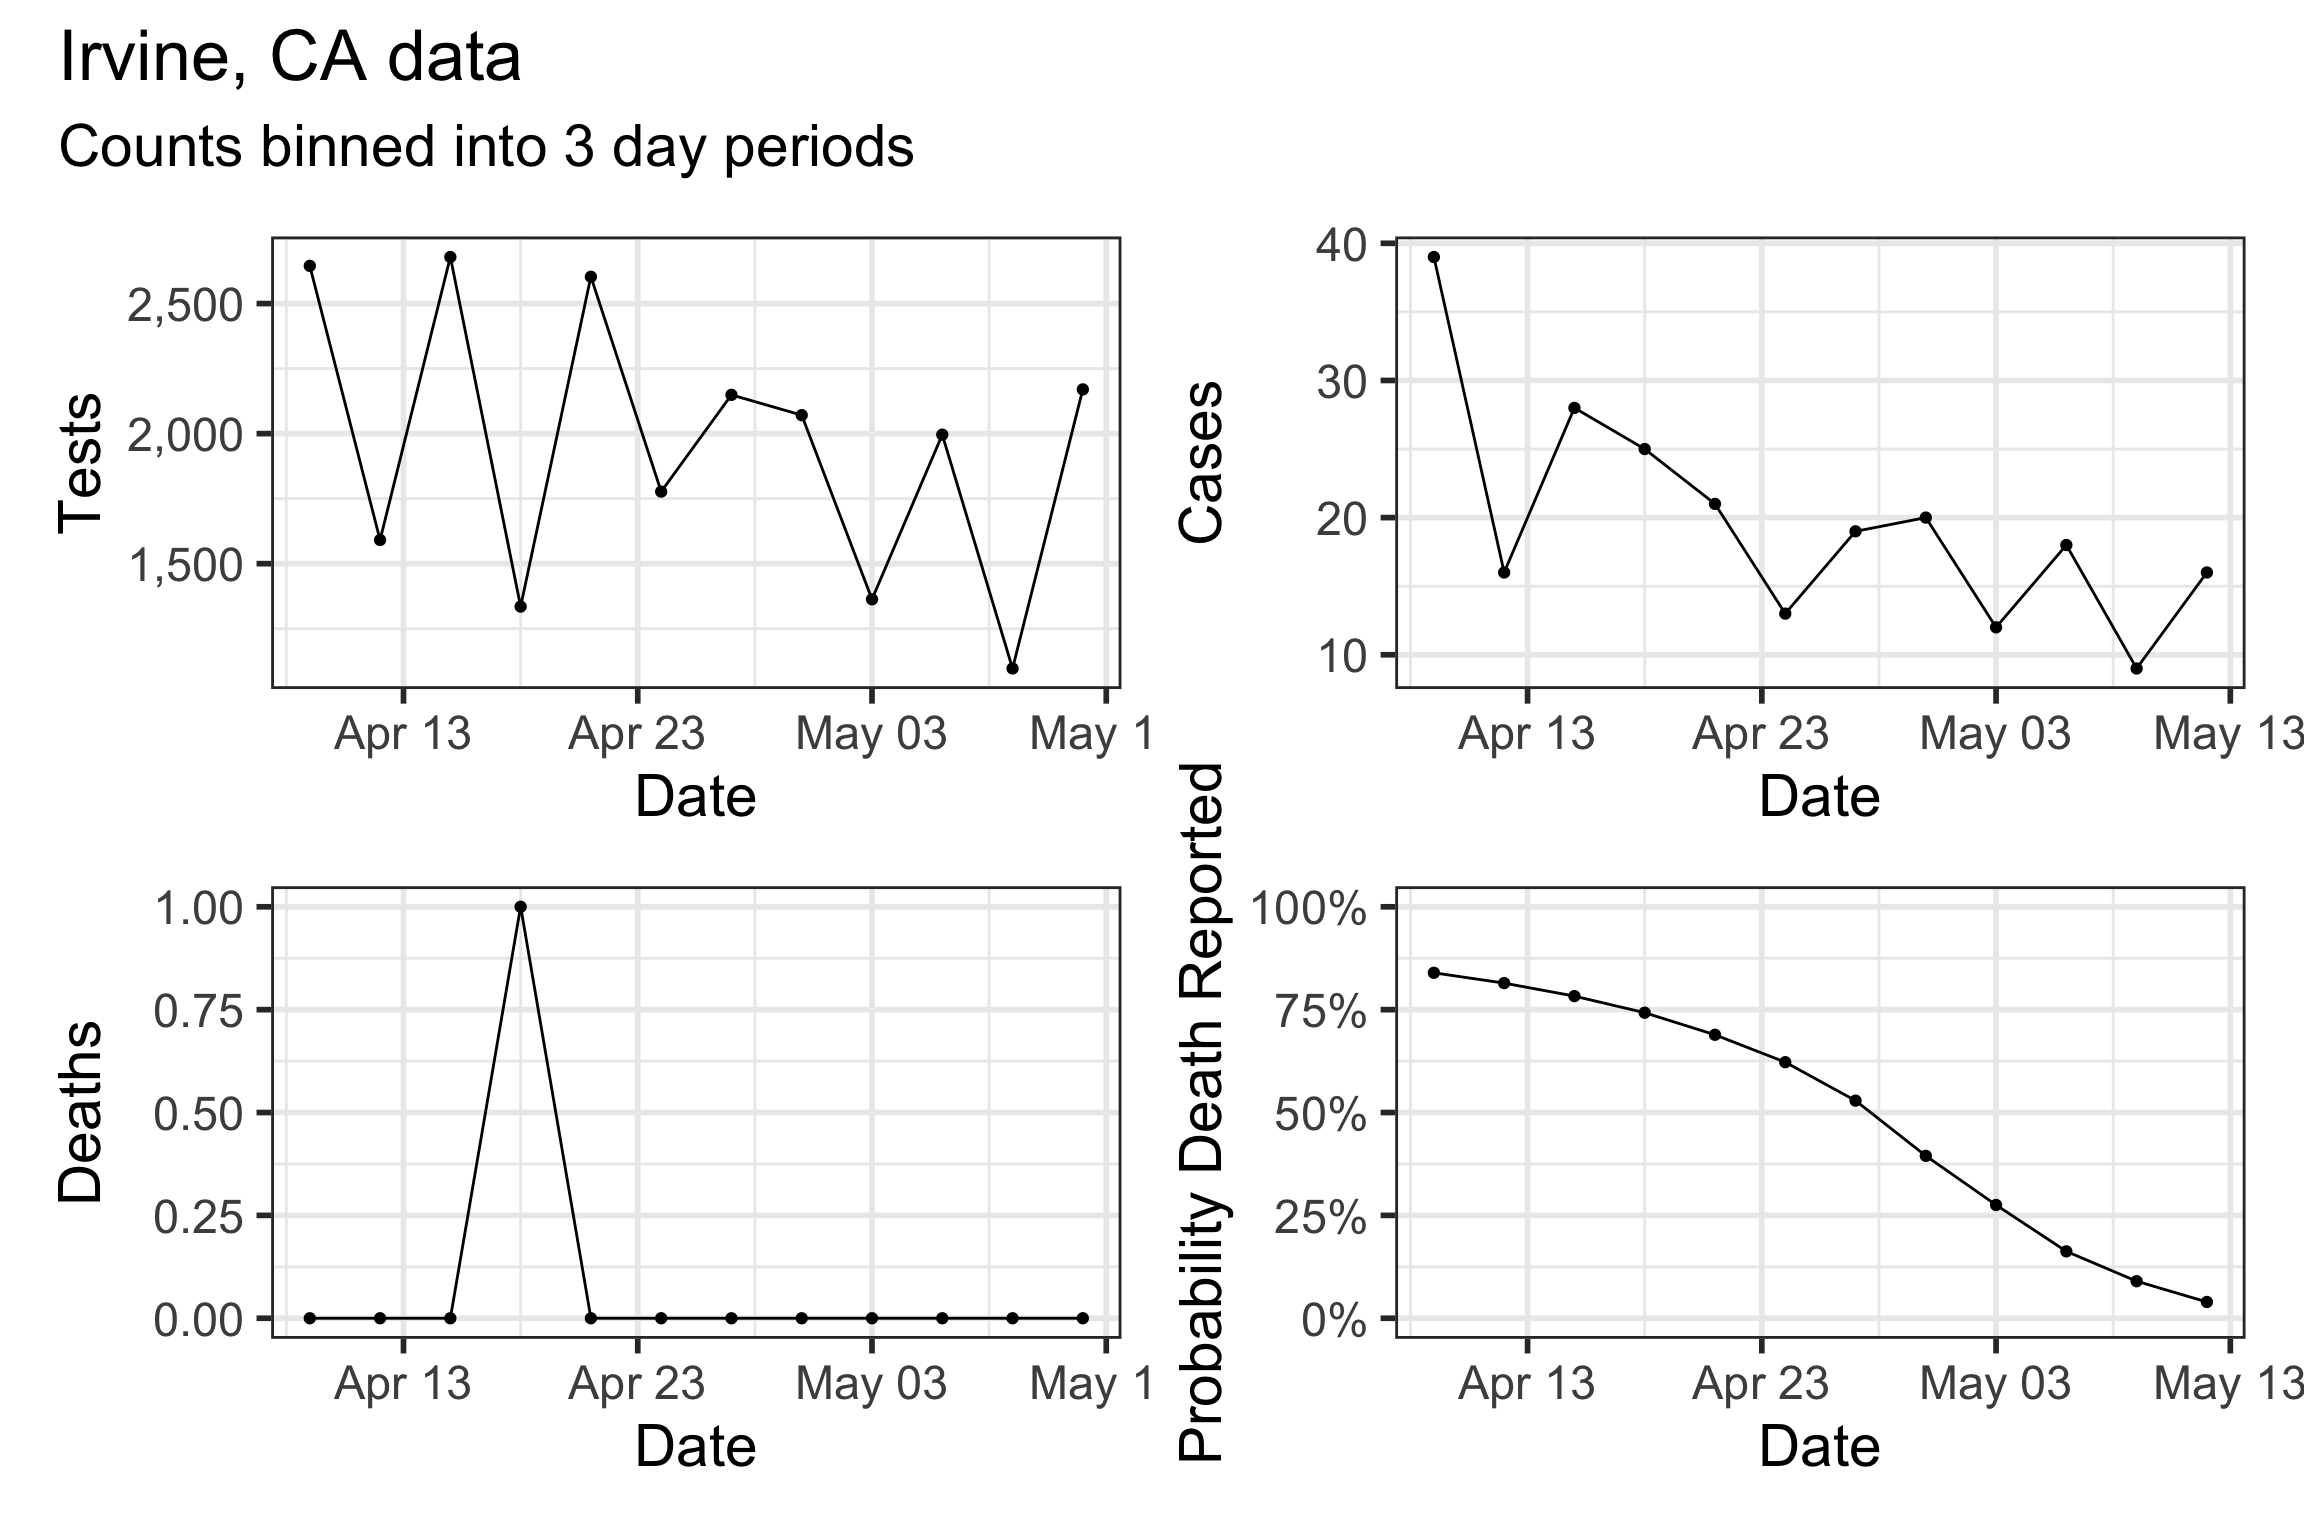 Irvine, CA data
Counts binned into 3 day periods
Tests
2,500
2,000
1,500
Apr 13 Apr 23 May 03 May 1
Date
Cases
40
30
20
10
Apr 13 Apr 23 May 03 May 13
Date
Deaths
1.00
0.75
0.50
0.25
0.00
Apr 13 Apr 23 May 03 May 1
Date
Probability Death Reported
100%
75%
50%
25%
0%
Apr 13 Apr 23 May 03 May 13
Date